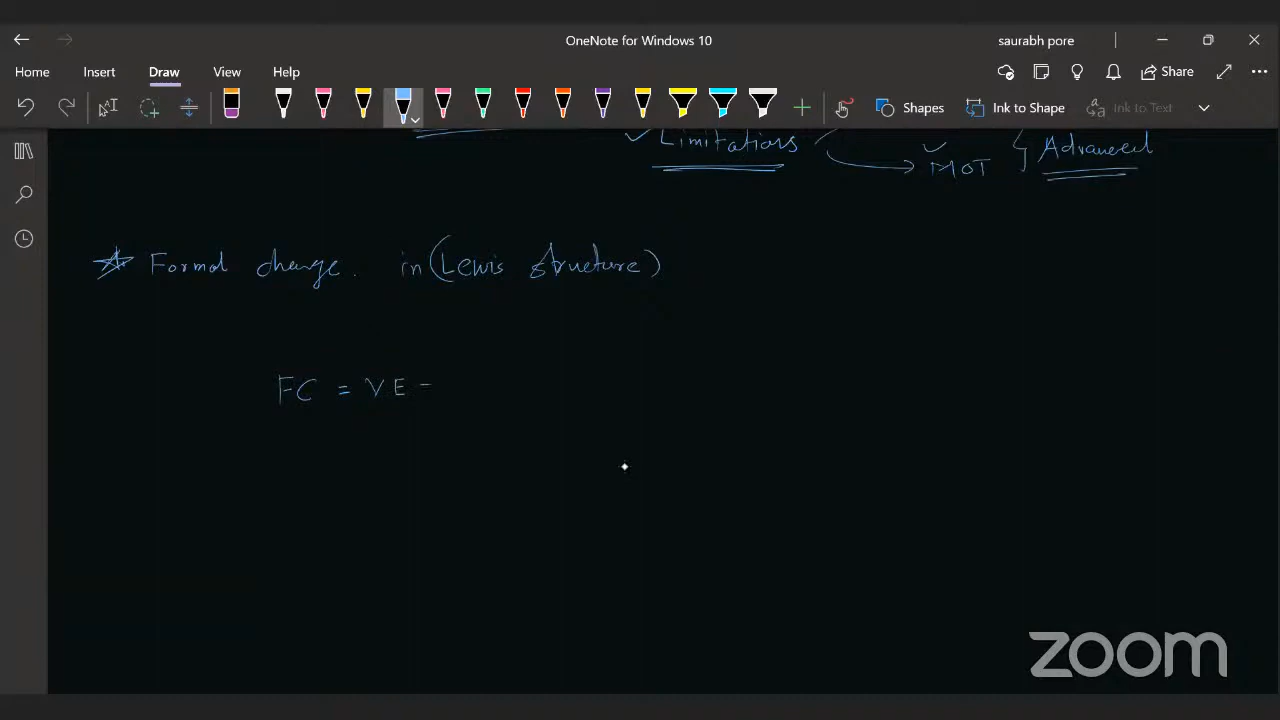 OneNote for Windows 10
saurabh pore
Home Insert Draw View Help
Share
Shapes
Ink to Shape
Ink to Text
Limitations
MOT
Advanced
Formal change. in (Lewis structure)
FC = VE -
zoom